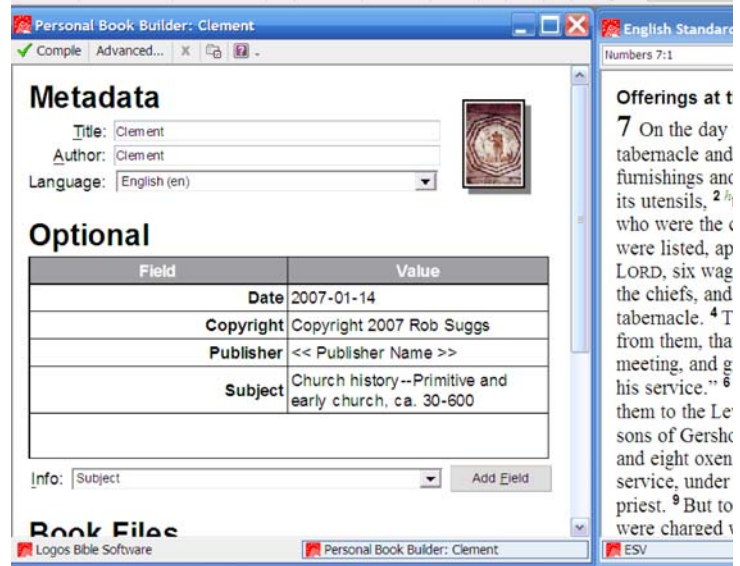 Personal Book Builder: Clement
Compile Advanced...
Metadata
Title: Clement
Author: Clement
Language: English (en)
Optional
Field Value
Date 2007-01-14
Copyright Copyright 2007 Rob Suggs
Publisher << Publisher Name >>
Subject Church history--Primitive and
early church, ca. 30-600
Info: Subject Add Field
Book Files
Logos Bible Software Personal Book Builder: Clement
English Standard
Numbers 7:1
Offerings at
7 On the day
tabernacle and
furnishings and
its utensils, 2
who were the
were listed, ap
LORD, six wag
the chiefs, and
tabernacle. 4 T
from them, tha
meeting, and g
his service.” 6
them to the Le
sons of Gersho
and eight oxen
service, under
priest. 9 But to
were charged
ESV